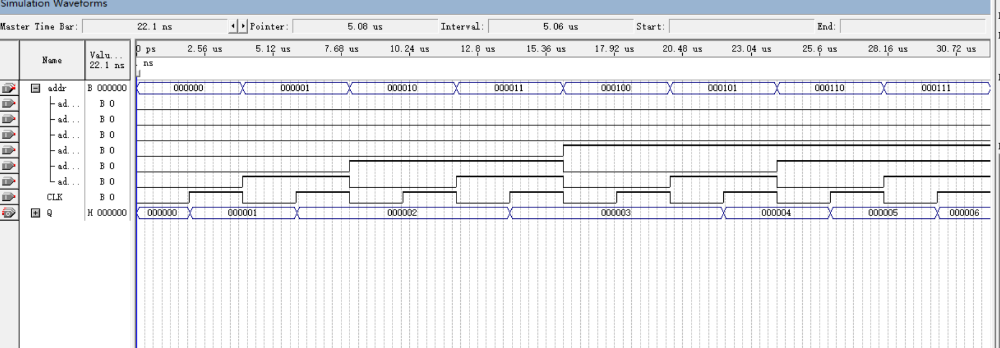 Simulation Waveforms
Master Time Bar: 22.1 ns Pointer: 5.08 us Interval: 5.06 us Start: End:
Name Valu... 22.1 ns
0 ps 2.56 us 5.12 us 7.68 us 10.24 us 12.8 us 15.36 us 17.92 us 20.48 us 23.04 us 25.6 us 28.16 us 30.72 us
ns
addr B 000000 000000 000001 000010 000011 000100 000101 000110 000111
ad... B 0
ad... B 0
ad... B 0
ad... B 0
ad... B 0
ad... B 0
CLK B 0
Q H 000000 000000 000001 000002 000003 000004 000005 000006